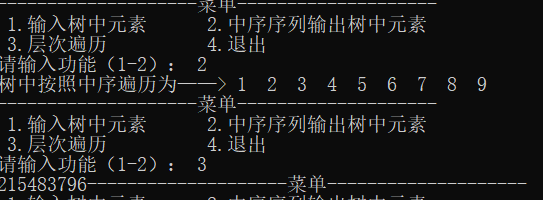 --------------------菜单--------------------
1.输入树中元素 2.中序序列输出树中元素
3.层次遍历 4.退出
请输入功能（1-2）： 2
树中按照中序遍历为----> 1 2 3 4 5 6 7 8 9
--------------------菜单--------------------
1.输入树中元素 2.中序序列输出树中元素
3.层次遍历 4.退出
请输入功能（1-2）： 3
215483796--------------------菜单--------------------